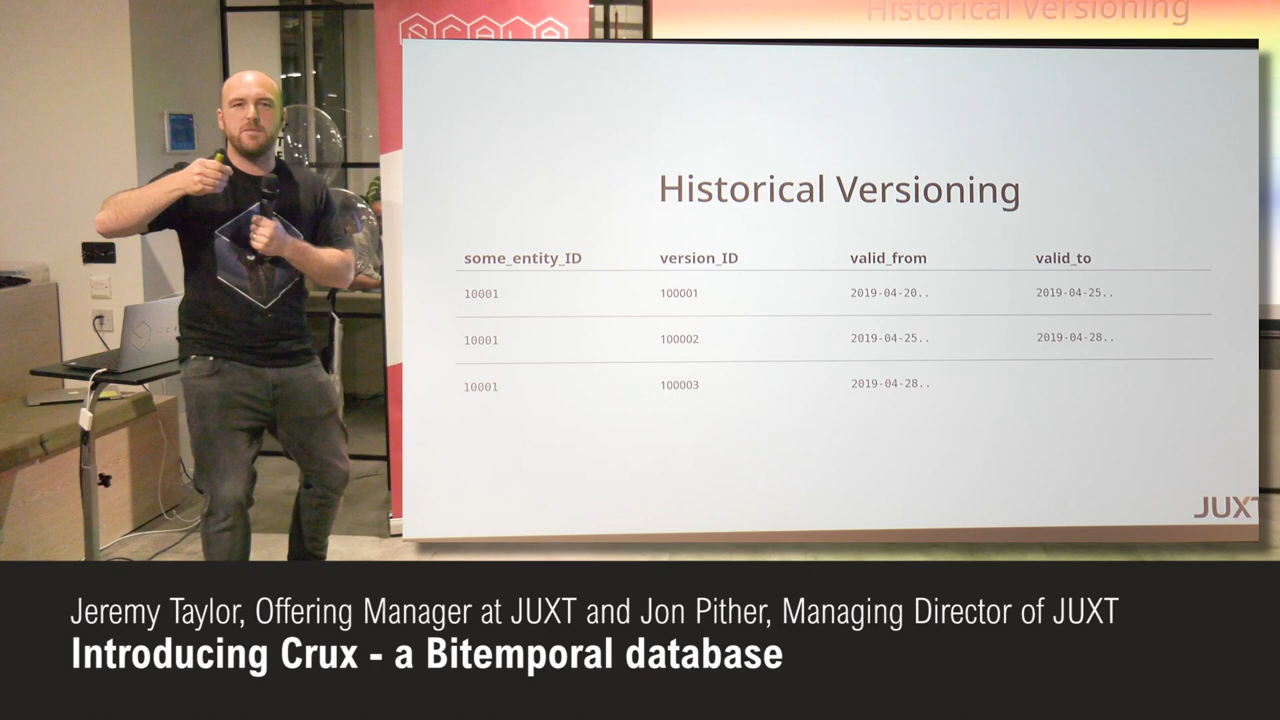 SCALA
Historical Versioning
Historical Versioning
some_entity_ID version_ID valid_from valid_to
10001 100001 2019-04-20.. 2019-04-25..
10001 100002 2019-04-25.. 2019-04-28..
10001 100003 2019-04-28..
JUXT
Jeremy Taylor, Offering Manager at JUXT and Jon Pither, Managing Director of JUXT
Introducing Crux - a Bitemporal database